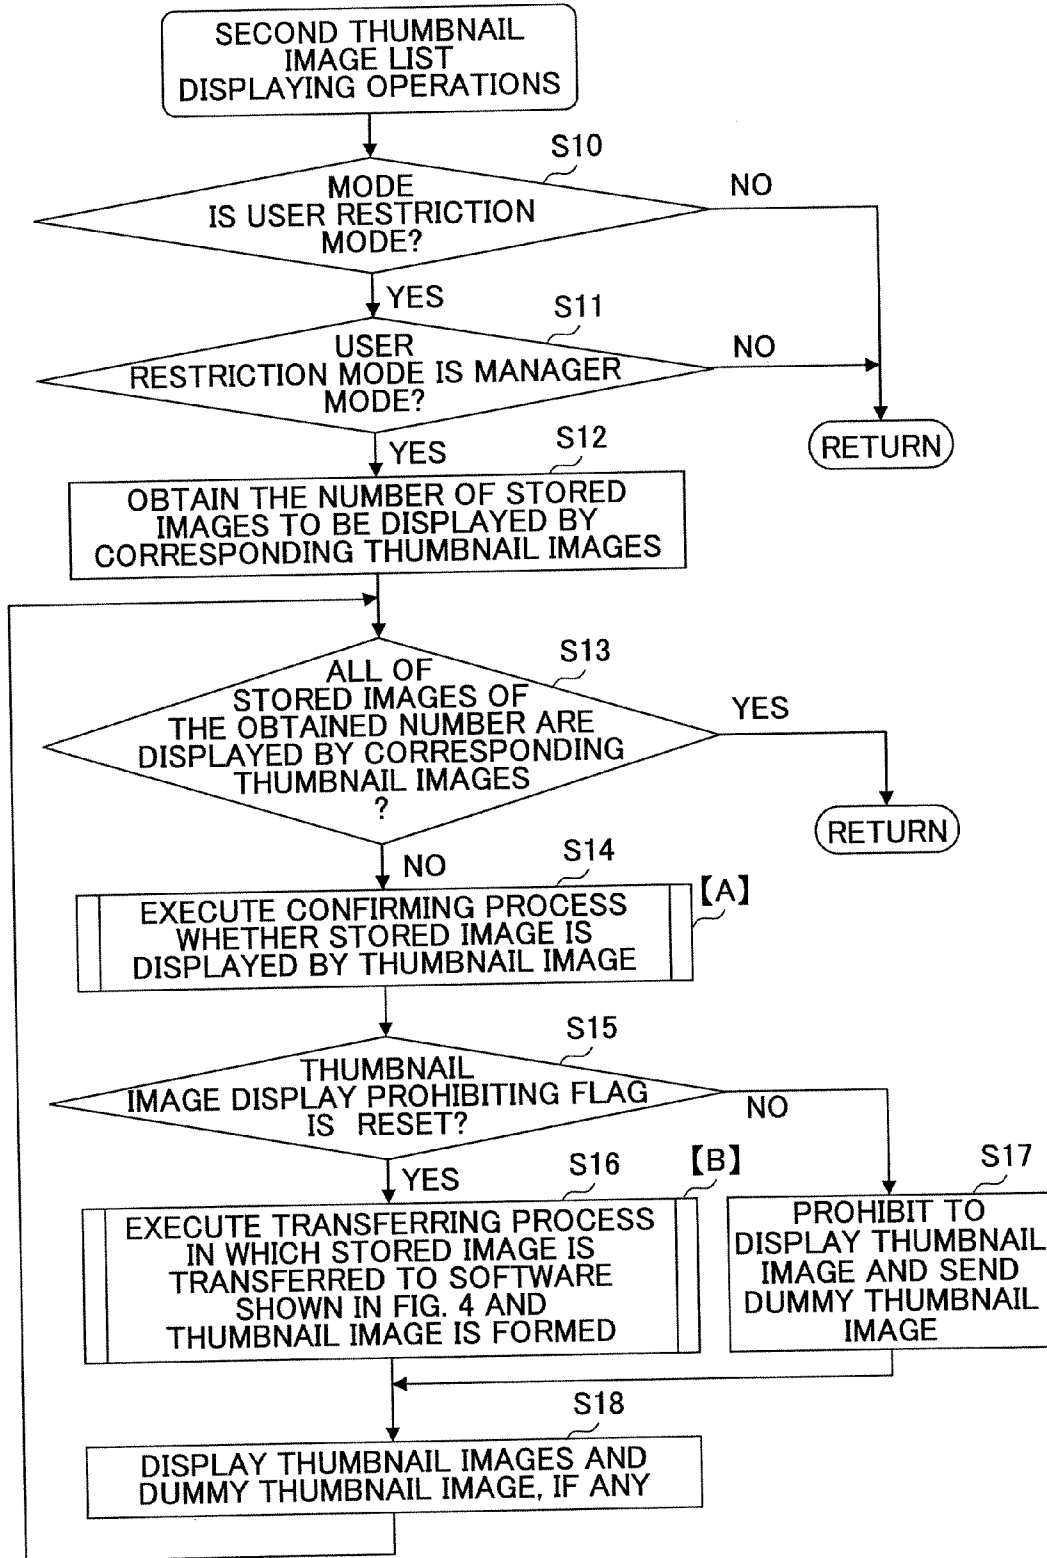 SECOND THUMBNAIL
IMAGE LIST
DISPLAYING OPERATIONS
S10
MODE
IS USER RESTRICTION
MODE?
NO
YES
S11
USER
RESTRICTION MODE IS MANAGER
MODE?
NO
RETURN
YES
S12
OBTAIN THE NUMBER OF STORED
IMAGES TO BE DISPLAYED BY
CORRESPONDING THUMBNAIL IMAGES
S13
ALL OF
STORED IMAGES OF
THE OBTAINED NUMBER ARE
DISPLAYED BY CORRESPONDING
THUMBNAIL IMAGES
?
YES
RETURN
NO
S14
【A】
EXECUTE CONFIRMING PROCESS
WHETHER STORED IMAGE IS
DISPLAYED BY THUMBNAIL IMAGE
S15
THUMBNAIL
IMAGE DISPLAY PROHIBITING FLAG
IS RESET?
NO
YES
S16
【B】
EXECUTE TRANSFERRING PROCESS
IN WHICH STORED IMAGE IS
TRANSFERRED TO SOFTWARE
SHOWN IN FIG. 4 AND
THUMBNAIL IMAGE IS FORMED
S17
PROHIBIT TO
DISPLAY THUMBNAIL
IMAGE AND SEND
DUMMY THUMBNAIL
IMAGE
S18
DISPLAY THUMBNAIL IMAGES AND
DUMMY THUMBNAIL IMAGE, IF ANY